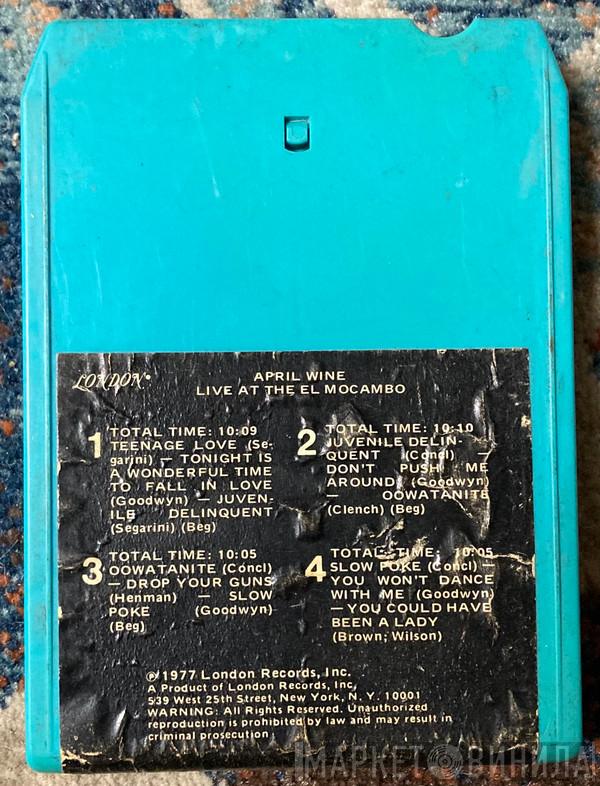 LONDON®
APRIL WINE
LIVE AT THE EL MOCAMBO
1
TOTAL TIME: 10:09
TEENAGE LOVE (Se-
garini) — TONIGHT IS
A WONDERFUL TIME
TO FALL IN LOVE
(Goodwyn) — JUVEN-
ILE DELINQUENT
(Segarini) (Beg)
2
TOTAL TIME: 10:10
JUVENILE DELIN-
QUENT (Concl) —
DON'T PUSH ME
AROUND (Goodwyn)
— OOWATANITE
(Clench) (Beg)
3
TOTAL TIME: 10:05
OOWATANITE (Concl)
— DROP YOUR GUNS
(Henman) — SLOW
POKE (Goodwyn)
(Beg)
4
TOTAL TIME: 10:05
SLOW POKE (Concl) —
YOU WON'T DANCE
WITH ME (Goodwyn)
— YOU COULD HAVE
BEEN A LADY
(Brown; Wilson)
℗1977 London Records, Inc.
A Product of London Records, Inc.
539 West 25th Street, New York, N. Y. 10001
WARNING: All Rights Reserved. Unauthorized
reproduction is prohibited by law and may result in
criminal prosecution
МАРКЕТ ВИНИЛА